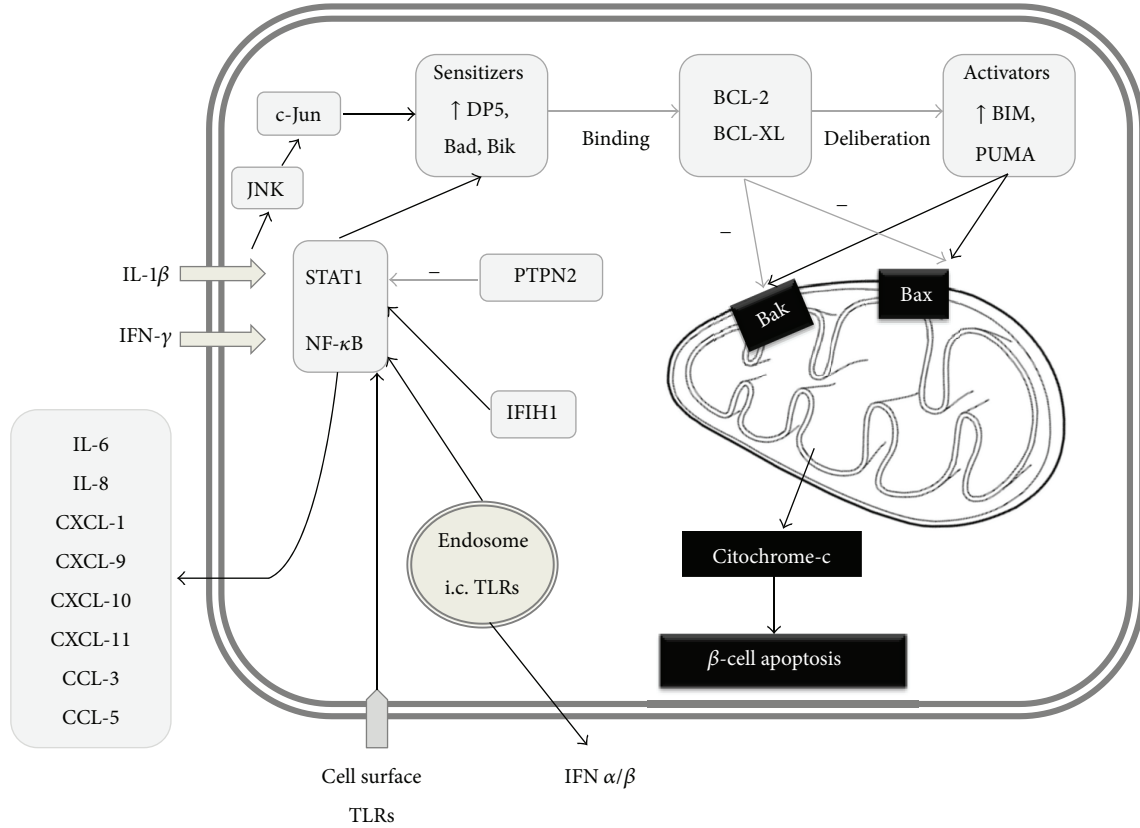 Sensitizers
↑ DP5,
Bad, Bik
c-Jun
JNK
Binding
BCL-2
BCL-XL
Deliberation
Activators
↑ BIM,
PUMA
–
–
IL-1β
IFN-γ
STAT1
NF-κB
–
PTPN2
IFIH1
Bak
Bax
IL-6
IL-8
CXCL-1
CXCL-9
CXCL-10
CXCL-11
CCL-3
CCL-5
Endosome
i.c. TLRs
Citochrome-c
β-cell apoptosis
Cell surface
TLRs
IFN α/β